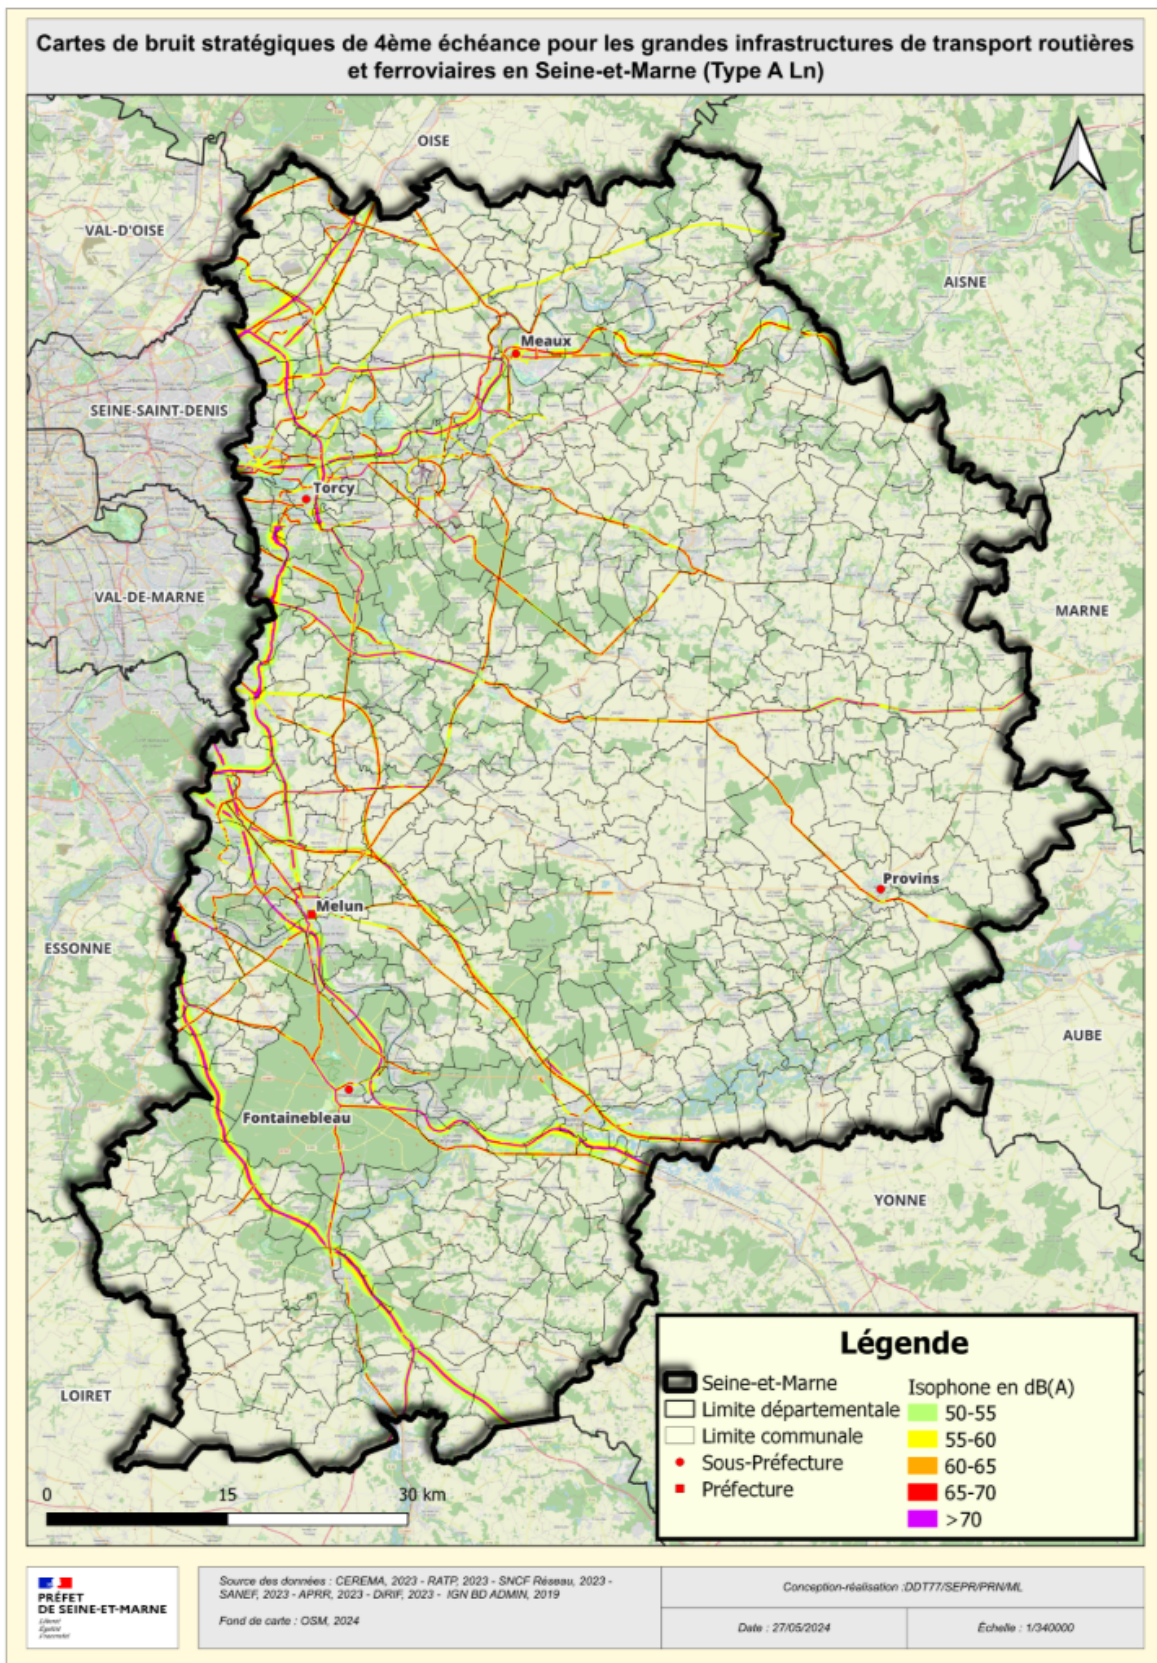 Cartes de bruit stratégiques de 4ème échéance pour les grandes infrastructures de transport routières
et ferroviaires en Seine-et-Marne (Type A Ln)
OISE
VAL-D'OISE
AISNE
Meaux
SEINE-SAINT-DENIS
Torcy
VAL-DE-MARNE
MARNE
Provins
Melun
ESSONNE
AUBE
Fontainebleau
YONNE
LOIRET
Légende
Seine-et-Marne
Limite départementale
Limite communale
Sous-Préfecture
Préfecture
Isophone en dB(A)
50-55
55-60
60-65
65-70
>70
0 15 30 km
PRÉFET
DE SEINE-ET-MARNE
Liberté
Égalité
Fraternité
Source des données : CEREMA, 2023 - RATP, 2023 - SNCF Réseau, 2023 -
SANEF, 2023 - APRR, 2023 - DIRIF, 2023 - IGN BD ADMIN, 2019
Fond de carte : OSM, 2024
Conception-réalisation :DDT77/SEPR/PRN/ML
Date : 27/05/2024
Échelle : 1/340000